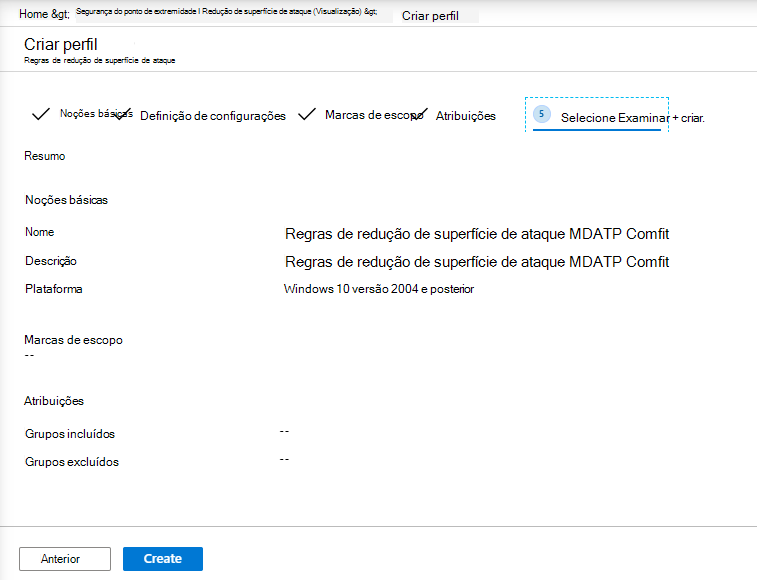 Home &gt; Segurança do ponto de extremidade | Redução de superfície de ataque (Visualização) &gt; Criar perfil
Criar perfil
Regras de redução de superfície de ataque
Noções básicas Definição de configurações Marcas de escopo Atribuições 5 Selecione Examinar + criar.
Resumo
Noções básicas
Nome Regras de redução de superfície de ataque MDATP Comfit
Descrição Regras de redução de superfície de ataque MDATP Comfit
Plataforma Windows 10 versão 2004 e posterior
Marcas de escopo
--
Atribuições
Grupos incluídos --
Grupos excluídos --
Anterior Create